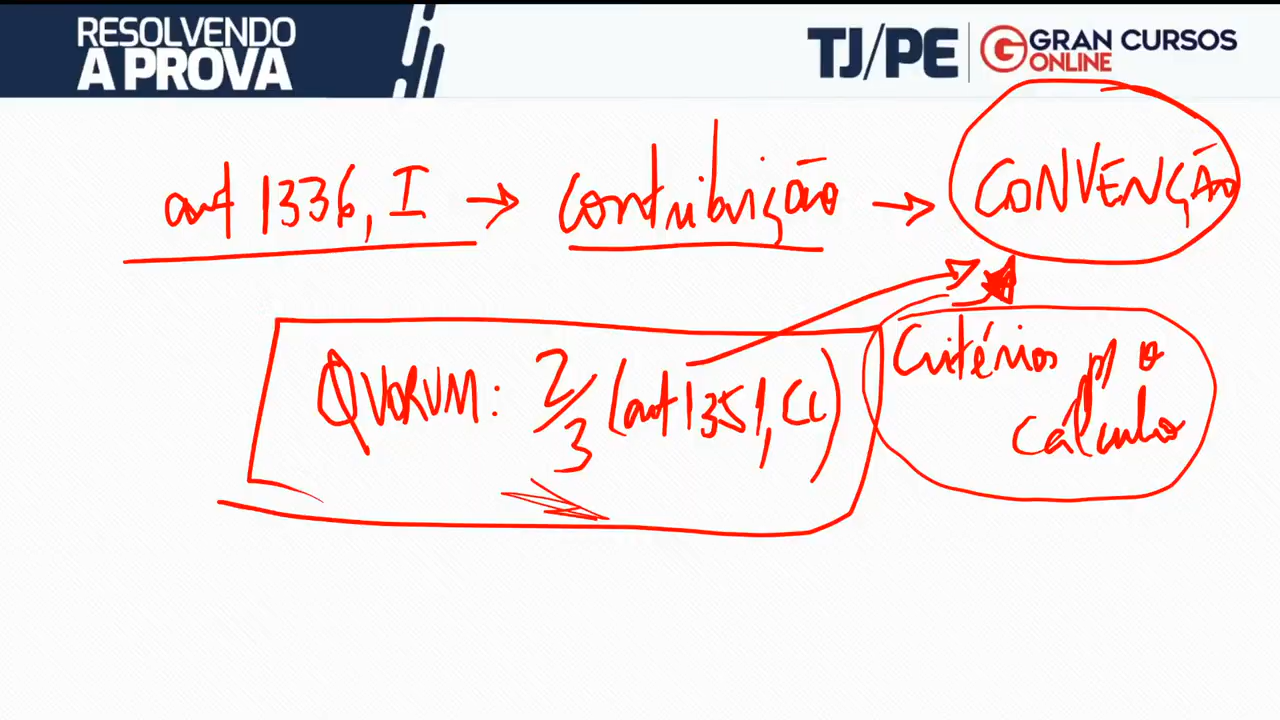 RESOLVENDO
A PROVA
TJ/PE
GRAN CURSOS
ONLINE
art 1336, I → contribuição → CONVENÇÃO
QUORUM: 2/3 (art 1351, CC)
Critérios p/ o
cálculo